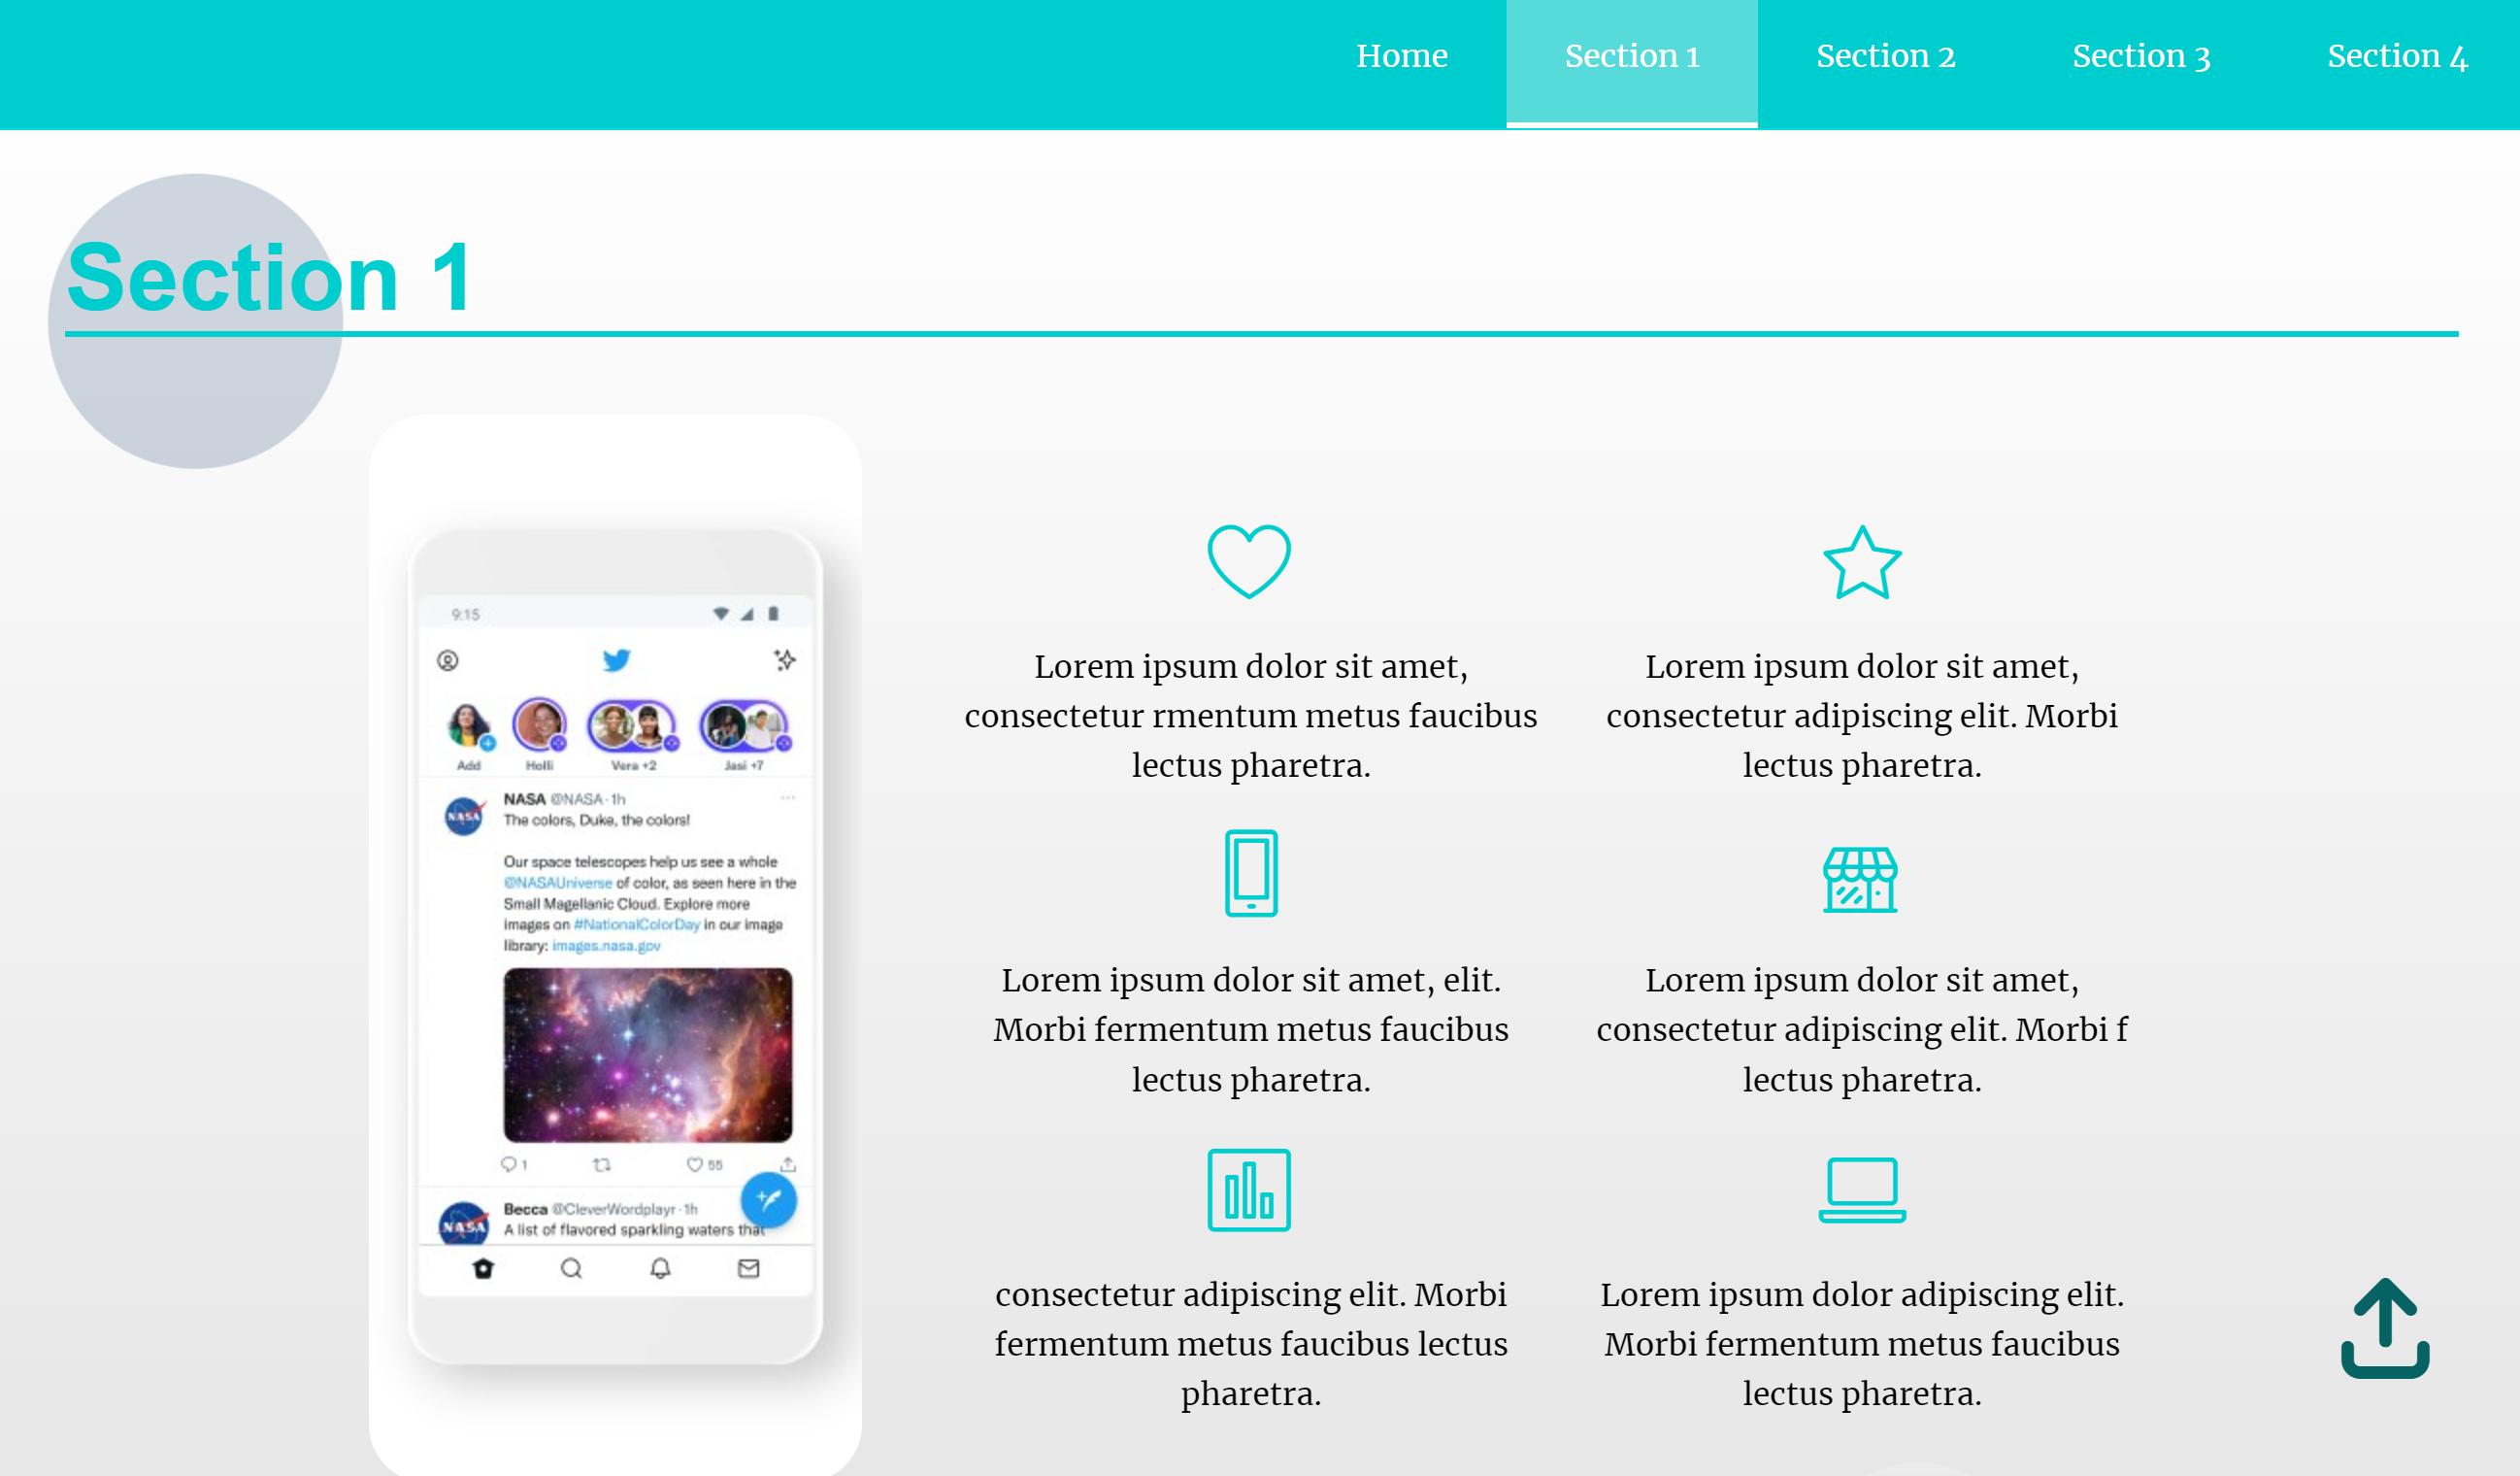 Home
Section 1
Section 2
Section 3
Section 4
Section 1
9:15
Add
Holli
Vera +2
Jasi +7
NASA
NASA @NASA · 1h
The colors, Duke, the colors!
Our space telescopes help us see a whole
@NASAUniverse of color, as seen here in the
Small Magellanic Cloud. Explore more
images on #NationalColorDay in our image
library: images.nasa.gov
1
55
NASA
Becca @CleverWordplayr · 1h
A list of flavored sparkling waters that
Lorem ipsum dolor sit amet,
consectetur rmentum metus faucibus
lectus pharetra.
Lorem ipsum dolor sit amet,
consectetur adipiscing elit. Morbi
lectus pharetra.
Lorem ipsum dolor sit amet, elit.
Morbi fermentum metus faucibus
lectus pharetra.
Lorem ipsum dolor sit amet,
consectetur adipiscing elit. Morbi f
lectus pharetra.
consectetur adipiscing elit. Morbi
fermentum metus faucibus lectus
pharetra.
Lorem ipsum dolor adipiscing elit.
Morbi fermentum metus faucibus
lectus pharetra.